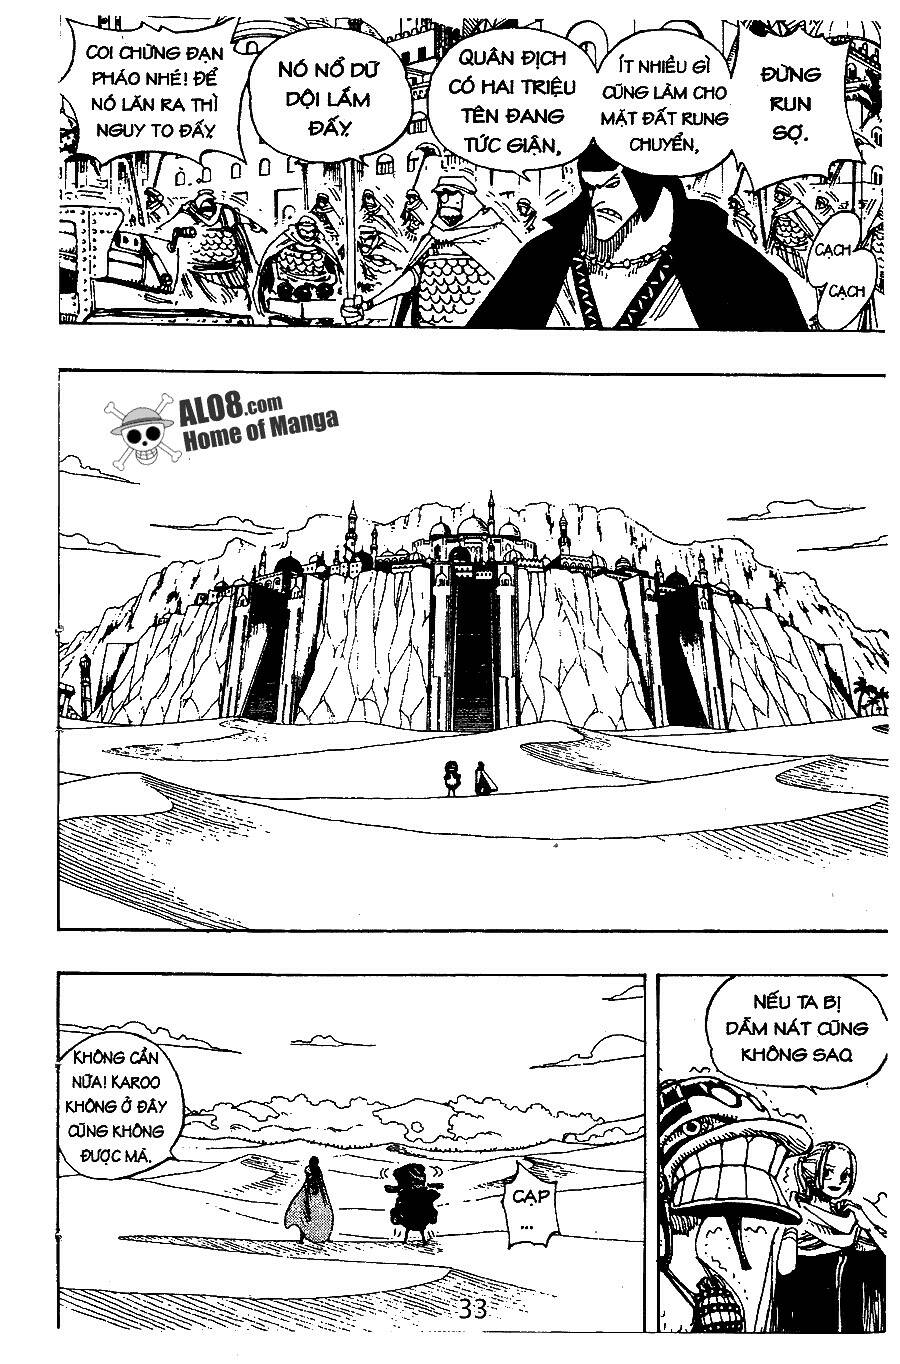 COI CHỪNG ĐẠN
PHÁO NHÉ! ĐỂ
NÓ LĂN RA THÌ
NGUY TO ĐẤY.
NÓ NỔ DỮ
DỘI LẮM
ĐẤY.
QUÂN ĐỊCH
CÓ HAI TRIỆU
TÊN ĐANG
TỨC GIẬN,
ÍT NHIỀU GÌ
CŨNG LÀM CHO
MẶT ĐẤT RUNG
CHUYỂN,
ĐỪNG
RUN
SỢ.
CẠCH
CẠCH
AL08.com
Home of Manga
KHÔNG CẦN
NỮA! KAROO
KHÔNG Ở ĐÂY
CŨNG KHÔNG
ĐƯỢC MÀ.
CẠP
...
NẾU TA BỊ
DẪM NÁT CŨNG
KHÔNG SAO.
33